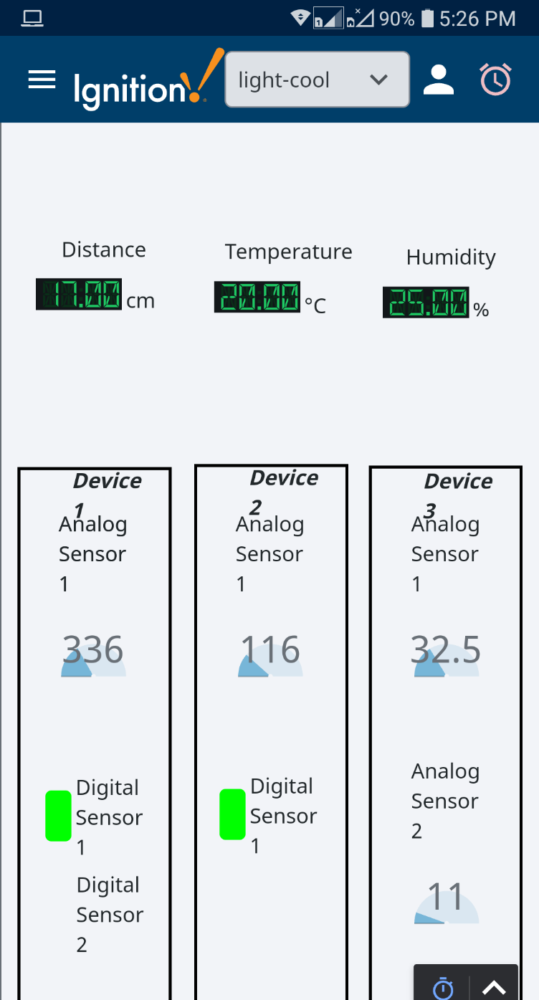 90% 5:26 PM
Ignition!
light-cool
Distance
Temperature
Humidity
17.00 cm
20.00 °C
25.00 %
Device
1
Analog
Sensor
1
336
Digital
Sensor
1
Digital
Sensor
2
Device
2
Analog
Sensor
1
116
Digital
Sensor
1
Device
3
Analog
Sensor
1
32.5
Analog
Sensor
2
11